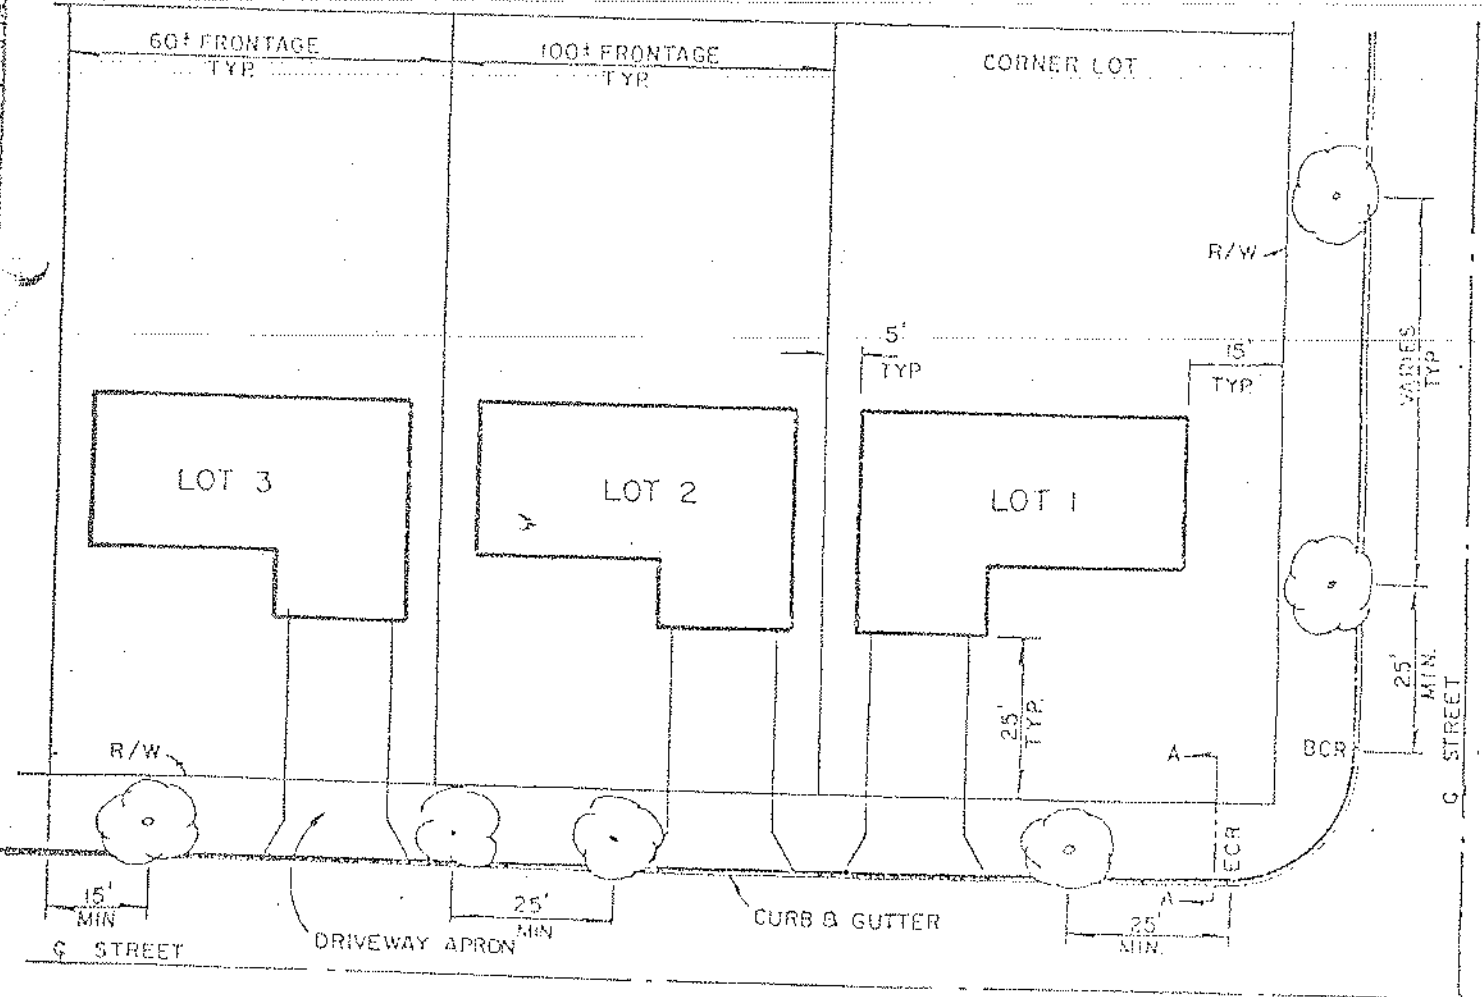 60± FRONTAGE
TYP.
100± FRONTAGE
TYP.
CORNER LOT
R/W
5'
TYP
15'
TYP.
VARIES
TYP
LOT 3
LOT 2
LOT 1
25'
TYP.
25'
MIN.
R/W
A
BCR
℄ STREET
ECR
A
15'
MIN
25'
MIN
25'
MIN.
DRIVEWAY APRON
CURB & GUTTER
℄ STREET